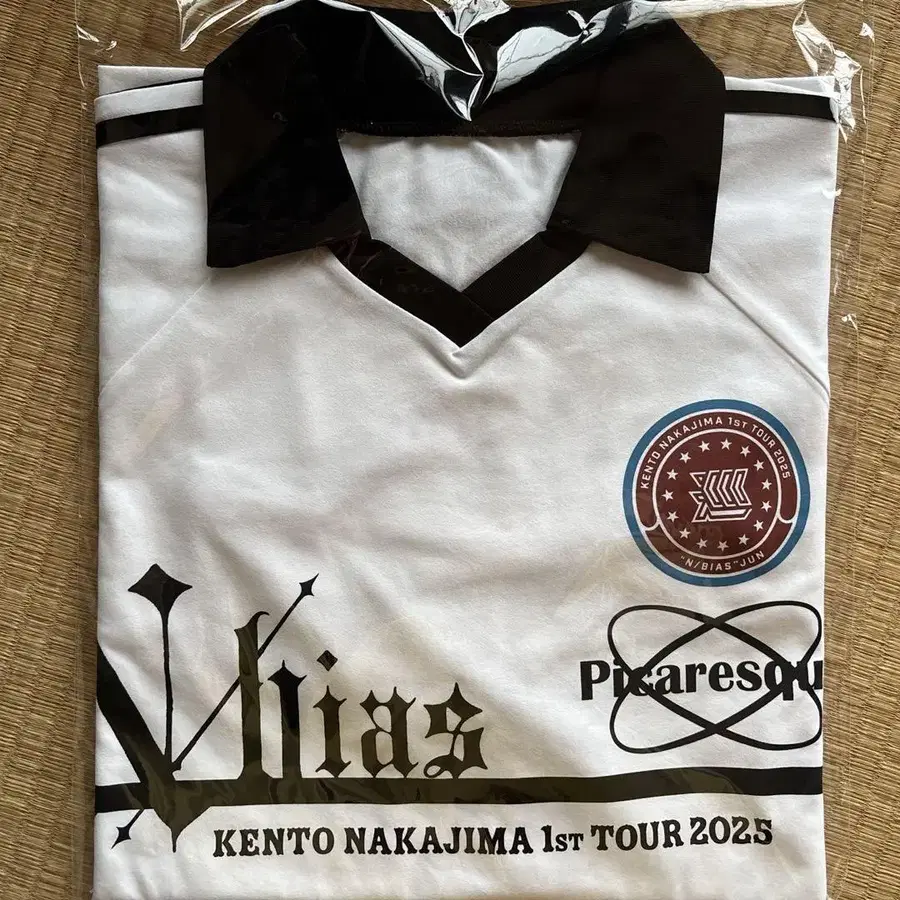 KENTO NAKAJIMA 1ST TOUR 2025
"N/BIAS" JUN
Picaresqu
N/bias
KENTO NAKAJIMA 1ST TOUR 2025